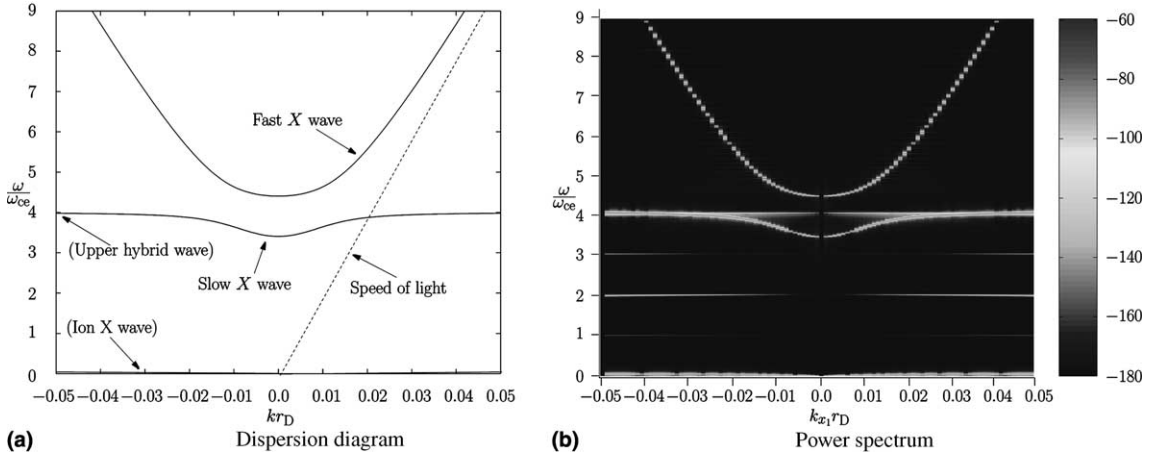 9
8
7
6
5
4
3
2
1
0
ω
ωce
Fast X wave
(Upper hybrid wave)
Slow X wave
Speed of light
(Ion X wave)
−0.05 −0.04 −0.03 −0.02 −0.01 0.0 0.01 0.02 0.03 0.04 0.05
krD
(a) Dispersion diagram
9
8
7
6
5
4
3
2
1
0
ω
ωce
−0.05 −0.04 −0.03 −0.02 −0.01 0 0.01 0.02 0.03 0.04 0.05
kx1rD
−60
−80
−100
−120
−140
−160
−180
(b) Power spectrum